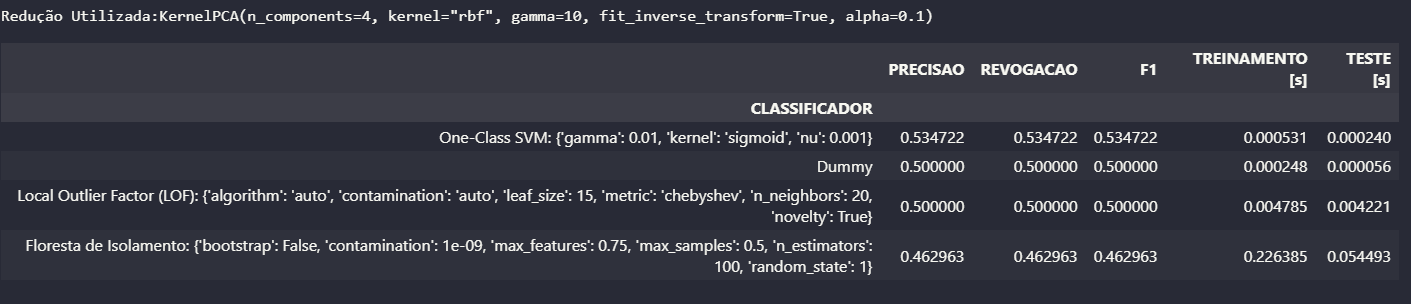 Redução Utilizada:KernelPCA(n_components=4, kernel="rbf", gamma=10, fit_inverse_transform=True, alpha=0.1)
PRECISAO REVOGACAO F1 TREINAMENTO [s] TESTE [s]
CLASSIFICADOR
One-Class SVM: {'gamma': 0.01, 'kernel': 'sigmoid', 'nu': 0.001} 0.534722 0.534722 0.534722 0.000531 0.000240
Dummy 0.500000 0.500000 0.500000 0.000248 0.000056
Local Outlier Factor (LOF): {'algorithm': 'auto', 'contamination': 'auto', 'leaf_size': 15, 'metric': 'chebyshev', 'n_neighbors': 20,
'novelty': True} 0.500000 0.500000 0.500000 0.004785 0.004221
Floresta de Isolamento: {'bootstrap': False, 'contamination': 1e-09, 'max_features': 0.75, 'max_samples': 0.5, 'n_estimators':
100, 'random_state': 1} 0.462963 0.462963 0.462963 0.226385 0.054493